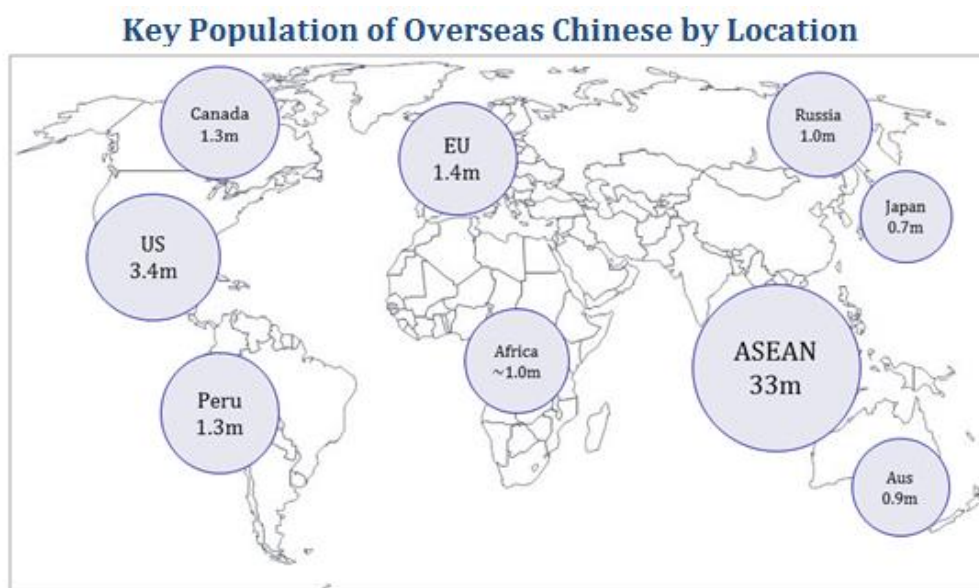 Key Population of Overseas Chinese by Location
Canada
1.3m
EU
1.4m
Russia
1.0m
Japan
0.7m
US
3.4m
Africa
~1.0m
ASEAN
33m
Peru
1.3m
Aus
0.9m